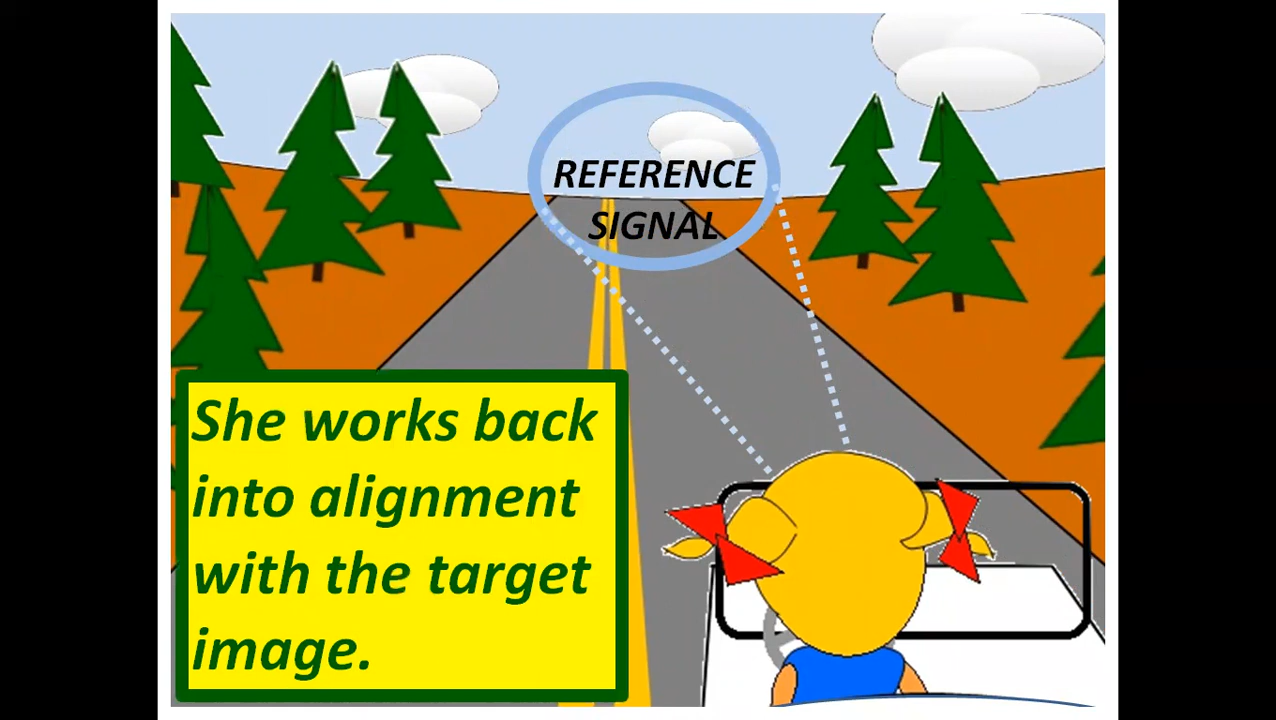 REFERENCE
SIGNAL
She works back
into alignment
with the target
image.